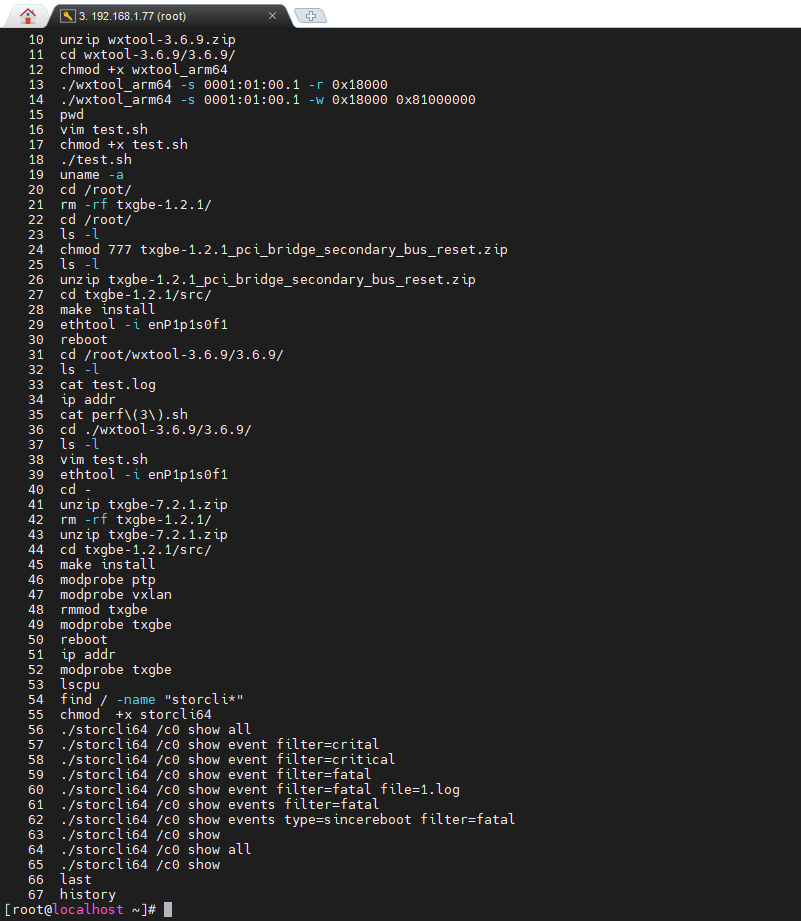 3. 192.168.1.77 (root)
10 unzip wxtool-3.6.9.zip
11 cd wxtool-3.6.9/3.6.9/
12 chmod +x wxtool_arm64
13 ./wxtool_arm64 -s 0001:01:00.1 -r 0x18000
14 ./wxtool_arm64 -s 0001:01:00.1 -w 0x18000 0x81000000
15 pwd
16 vim test.sh
17 chmod +x test.sh
18 ./test.sh
19 uname -a
20 cd /root/
21 rm -rf txgbe-1.2.1/
22 cd /root/
23 ls -l
24 chmod 777 txgbe-1.2.1_pci_bridge_secondary_bus_reset.zip
25 ls -l
26 unzip txgbe-1.2.1_pci_bridge_secondary_bus_reset.zip
27 cd txgbe-1.2.1/src/
28 make install
29 ethtool -i enP1p1s0f1
30 reboot
31 cd /root/wxtool-3.6.9/3.6.9/
32 ls -l
33 cat test.log
34 ip addr
35 cat perf\(3\).sh
36 cd ./wxtool-3.6.9/3.6.9/
37 ls -l
38 vim test.sh
39 ethtool -i enP1p1s0f1
40 cd -
41 unzip txgbe-7.2.1.zip
42 rm -rf txgbe-1.2.1/
43 unzip txgbe-7.2.1.zip
44 cd txgbe-1.2.1/src/
45 make install
46 modprobe ptp
47 modprobe vxlan
48 rmmod txgbe
49 modprobe txgbe
50 reboot
51 ip addr
52 modprobe txgbe
53 lscpu
54 find / -name "storcli*"
55 chmod  +x storcli64
56 ./storcli64 /c0 show all
57 ./storcli64 /c0 show event filter=crital
58 ./storcli64 /c0 show event filter=critical
59 ./storcli64 /c0 show event filter=fatal
60 ./storcli64 /c0 show event filter=fatal file=1.log
61 ./storcli64 /c0 show events filter=fatal
62 ./storcli64 /c0 show events type=sincereboot filter=fatal
63 ./storcli64 /c0 show
64 ./storcli64 /c0 show all
65 ./storcli64 /c0 show
66 last
67 history
[root@localhost ~]#